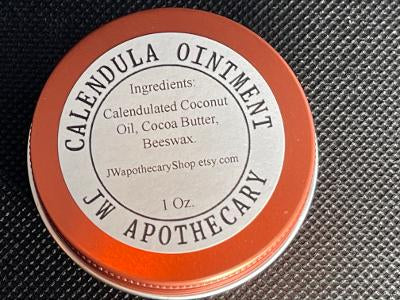 CALENDULA OINTMENT
Ingredients:
Calendulated Coconut
Oil, Cocoa Butter,
Beeswax.
JWapothecaryShop etsy.com
1 Oz.
JW APOTHECARY